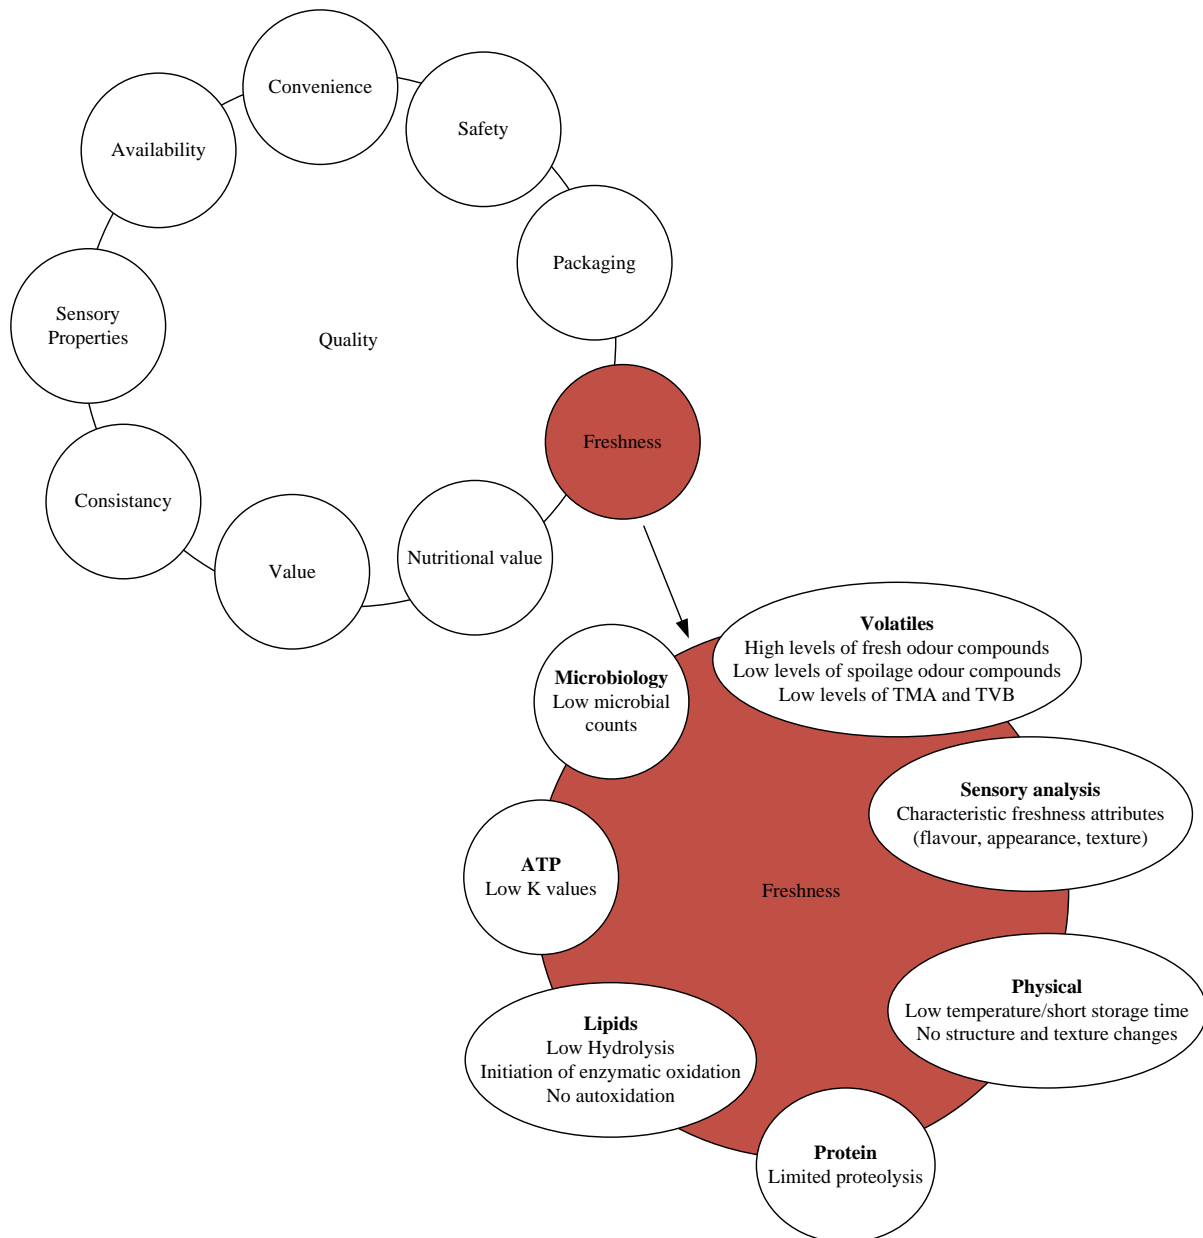 Convenience
Safety
Availability
Packaging
Sensory
Properties
Quality
Freshness
Consistancy
Value
Nutritional value
Volatiles
High levels of fresh odour compounds
Low levels of spoilage odour compounds
Low levels of TMA and TVB
Microbiology
Low microbial
counts
Sensory analysis
Characteristic freshness attributes
(flavour, appearance, texture)
ATP
Low K values
Freshness
Physical
Low temperature/short storage time
No structure and texture changes
Lipids
Low Hydrolysis
Initiation of enzymatic oxidation
No autoxidation
Protein
Limited proteolysis